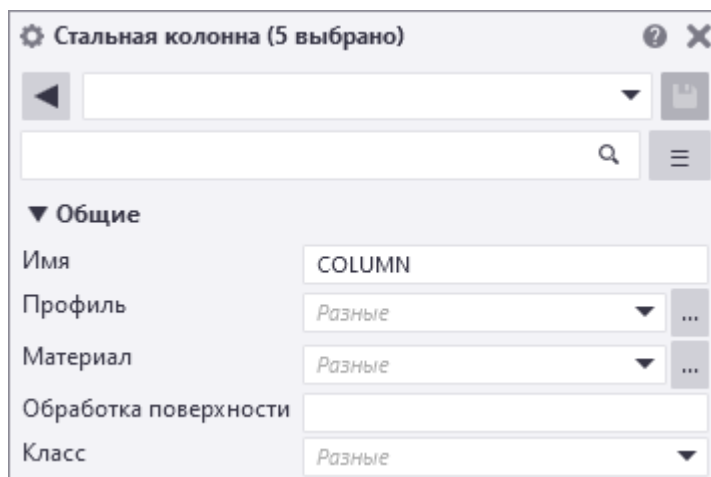 Стальная колонна (5 выбрано)
Общие
Имя COLUMN
Профиль Разные ...
Материал Разные ...
Обработка поверхности
Класс Разные